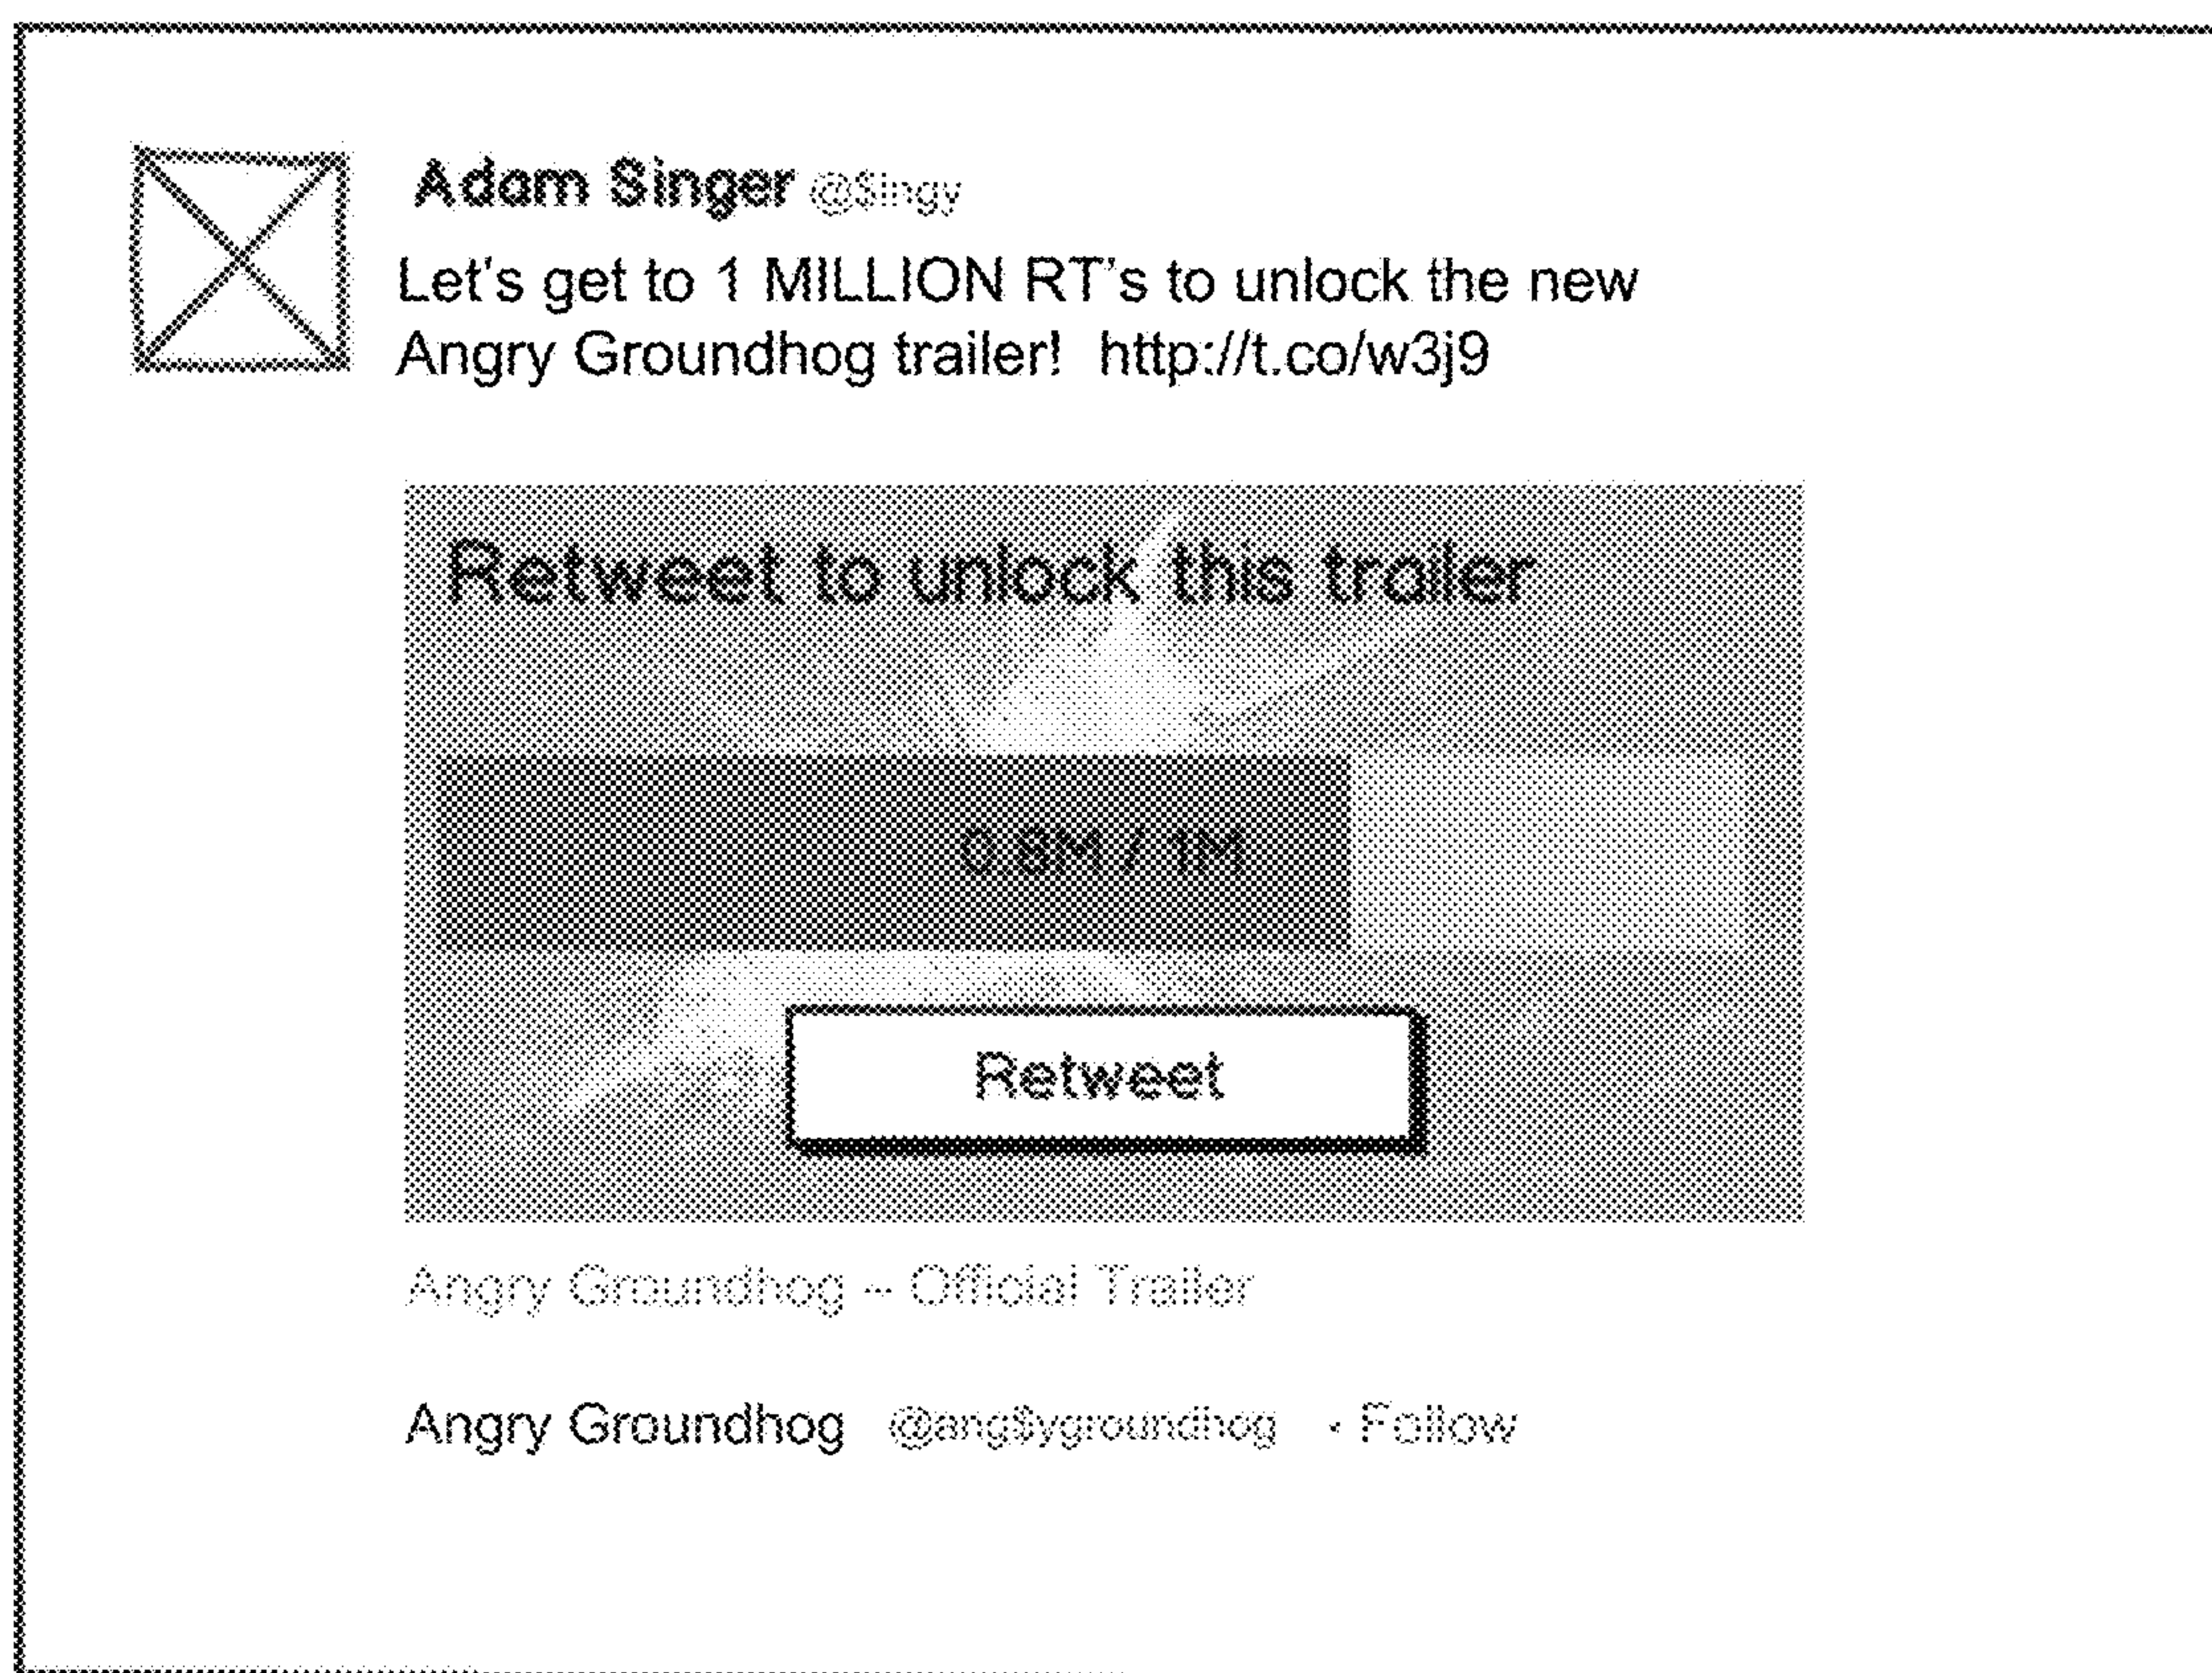 Adam Singer @Singy
Let's get to 1 MILLION RT's to unlock the new
Angry Groundhog trailer! http://t.co/w3j9
Retweet to unlock this trailer
0.8M / 1M
Retweet
Angry Groundhog - Official Trailer
Angry Groundhog @ang8ygroundhog · Follow